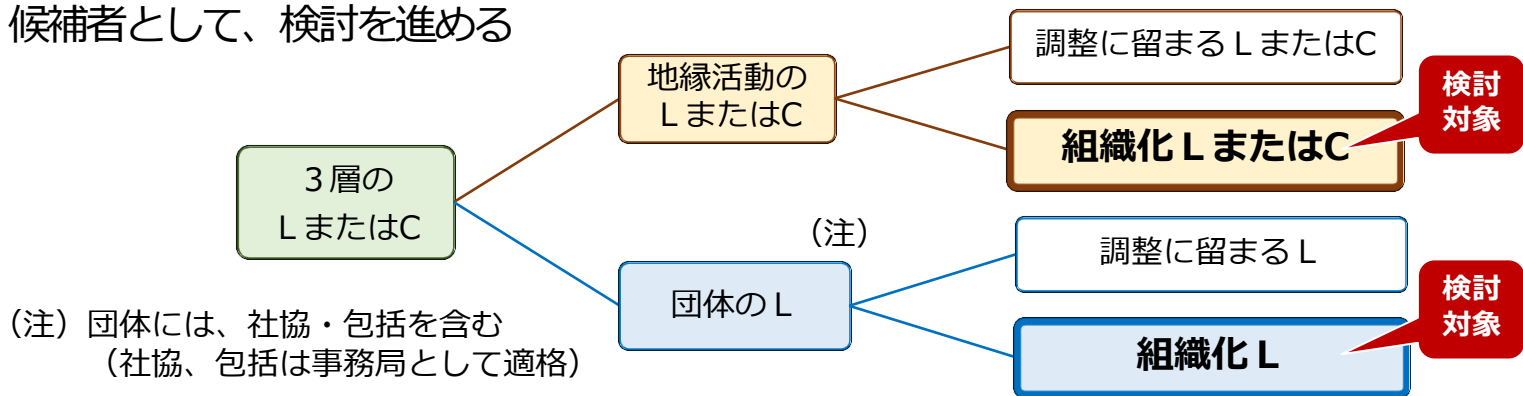 候補者として、検討を進める
３層の
ＬまたはC
地縁活動の
ＬまたはC
調整に留まるＬまたはC
組織化ＬまたはC
検討
対象
（注）
団体のＬ
調整に留まるＬ
組織化Ｌ
検討
対象
（注）団体には、社協・包括を含む
（社協、包括は事務局として適格）